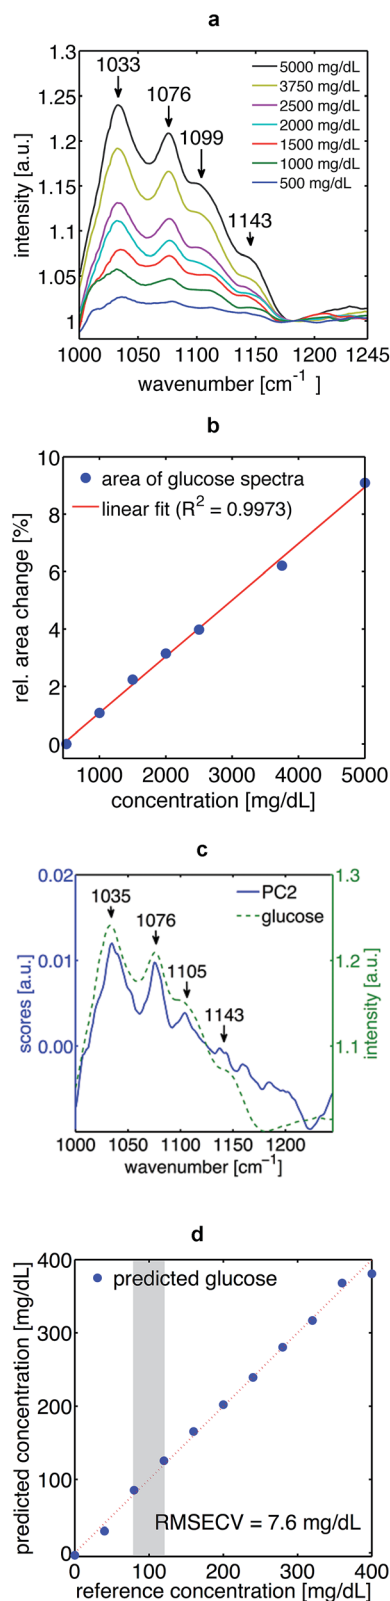 a
1.3
1.25
1.2
1.15
1.1
1.05
1
intensity [a.u.]
1033
1076
1099
1143
5000 mg/dL
3750 mg/dL
2500 mg/dL
2000 mg/dL
1500 mg/dL
1000 mg/dL
500 mg/dL
1000 1050 1100 1150 1200 1245
wavenumber [cm⁻¹ ]
b
10
8
6
4
2
0
rel. area change [%]
area of glucose spectra
linear fit (R² = 0.9973)
1000 2000 3000 4000 5000
concentration [mg/dL]
c
0.02
0.01
0.00
scores [a.u.]
1035
1076
1105
1143
PC2
glucose
1.3
1.2
1.1
intensity [a.u.]
1000 1050 1100 1150 1200
wavenumber [cm⁻¹]
d
400
300
200
100
0
predicted concentration [mg/dL]
predicted glucose
RMSECV = 7.6 mg/dL
0 100 200 300 400
reference concentration [mg/dL]